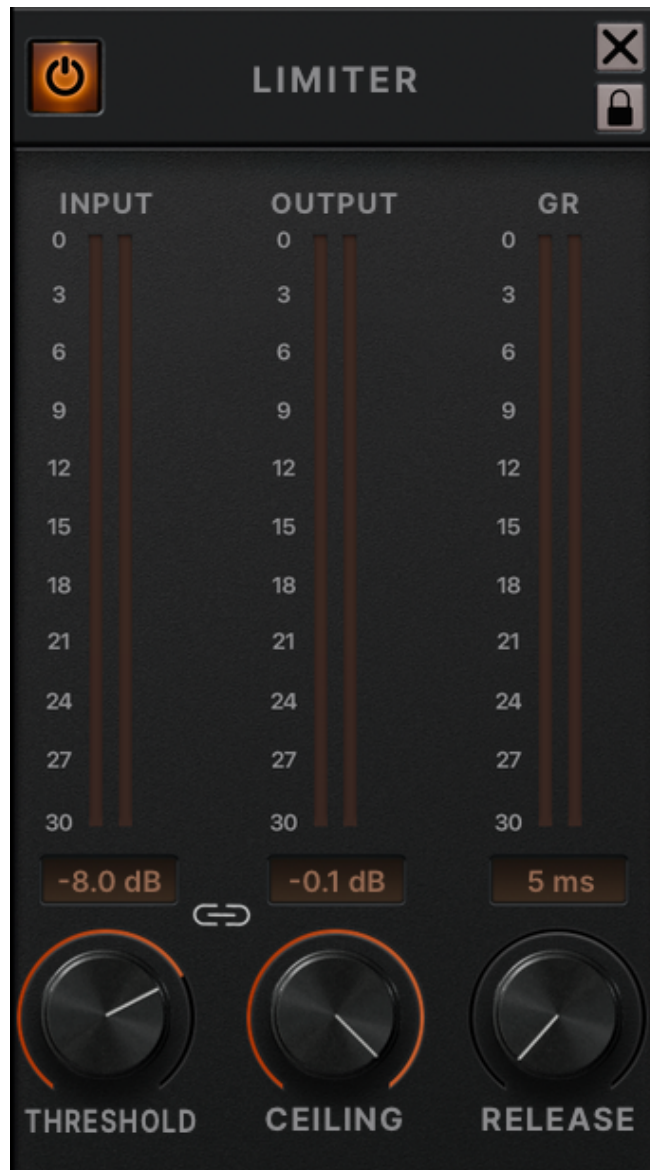 LIMITER
INPUT OUTPUT GR
0 0 0
3 3 3
6 6 6
9 9 9
12 12 12
15 15 15
18 18 18
21 21 21
24 24 24
27 27 27
30 30 30
-8.0 dB -0.1 dB 5 ms
THRESHOLD CEILING RELEASE